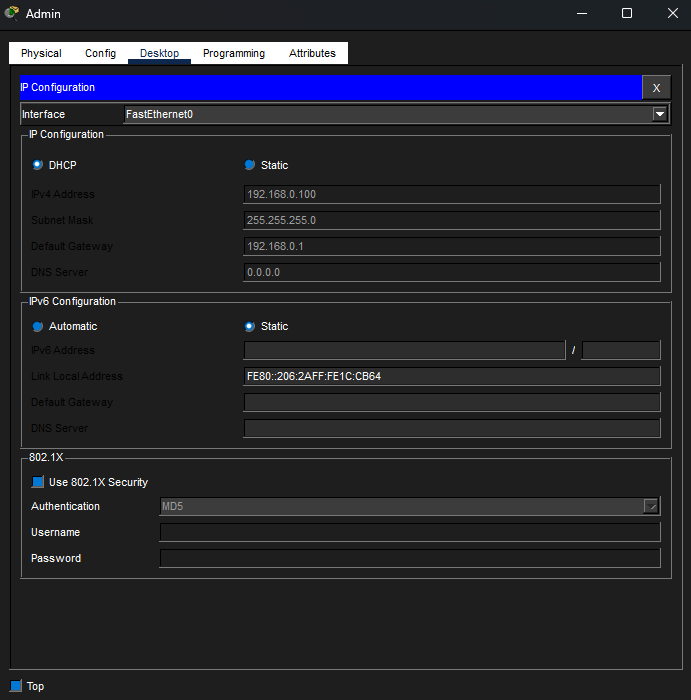 Admin
Physical Config Desktop Programming Attributes
IP Configuration X
Interface FastEthernet0
IP Configuration
DHCP Static
IPv4 Address 192.168.0.100
Subnet Mask 255.255.255.0
Default Gateway 192.168.0.1
DNS Server 0.0.0.0
IPv6 Configuration
Automatic Static
IPv6 Address /
Link Local Address FE80::206:2AFF:FE1C:CB64
Default Gateway
DNS Server
802.1X
Use 802.1X Security
Authentication MD5
Username
Password
Top